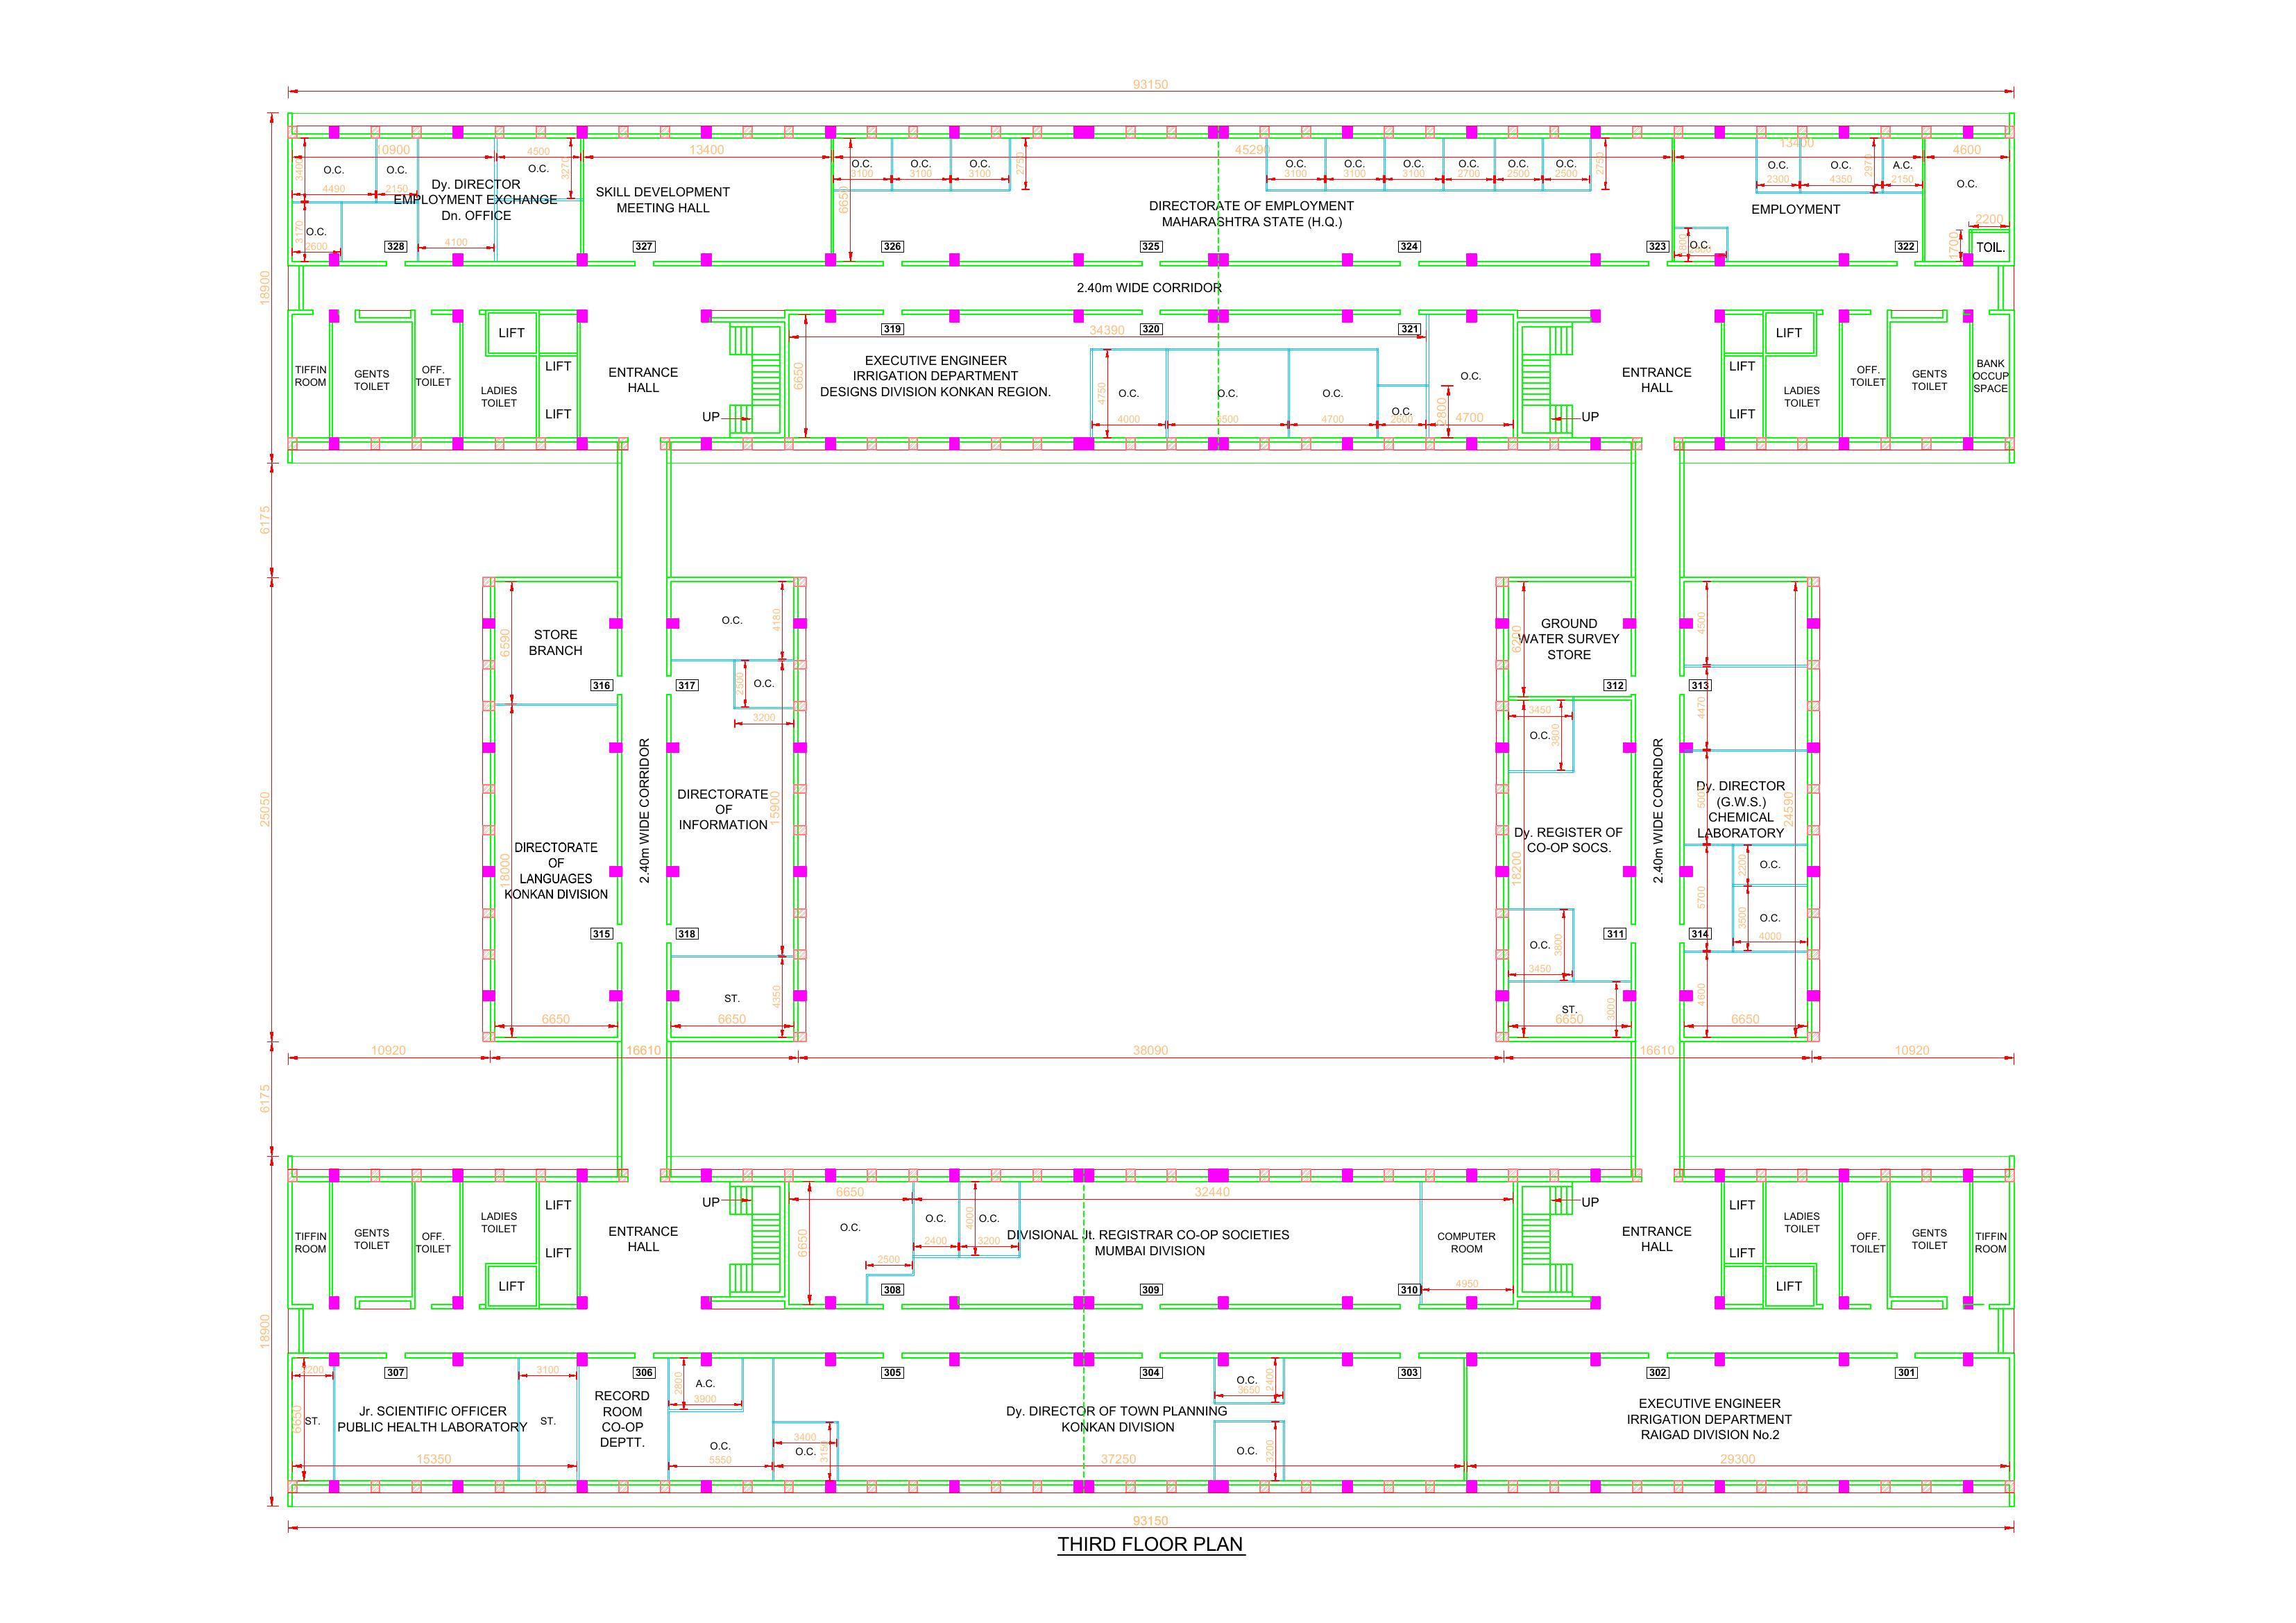 93150
10900
4500
13400
45290
13400
4600
3400
O.C.
O.C.
O.C.
3270
4490
2150
Dy. DIRECTOR
EMPLOYMENT EXCHANGE
Dn. OFFICE
SKILL DEVELOPMENT
MEETING HALL
6650
O.C.
O.C.
O.C.
3100
3100
3100
2750
DIRECTORATE OF EMPLOYMENT
MAHARASHTRA STATE (H.Q.)
O.C.
O.C.
O.C.
O.C.
O.C.
O.C.
3100
3100
3100
2700
2500
2500
2750
O.C.
O.C.
A.C.
2300
4350
2150
2970
EMPLOYMENT
O.C.
2200
1700
TOIL.
3170
O.C.
2600
4100
O.C.
328
327
326
325
324
323
322
18900
2.40m WIDE CORRIDOR
319
320
321
34390
LIFT
LIFT
LIFT
TIFFIN
ROOM
GENTS
TOILET
OFF.
TOILET
LADIES
TOILET
ENTRANCE
HALL
UP
6650
EXECUTIVE ENGINEER
IRRIGATION DEPARTMENT
DESIGNS DIVISION KONKAN REGION.
4750
O.C.
O.C.
O.C.
O.C.
O.C.
4000
4700
2800
4700
UP
ENTRANCE
HALL
LIFT
LIFT
LIFT
LADIES
TOILET
OFF.
TOILET
GENTS
TOILET
BANK
OCCUP
SPACE
6175
25050
6590
STORE
BRANCH
316
317
O.C.
4180
2500
O.C.
3200
2.40m WIDE CORRIDOR
DIRECTORATE
OF
INFORMATION
15900
18000
DIRECTORATE
OF
LANGUAGES
KONKAN DIVISION
315
318
ST.
4350
6650
6650
6200
GROUND
WATER SURVEY
STORE
312
313
4500
4470
3450
O.C.
3800
2.40m WIDE CORRIDOR
Dy. DIRECTOR
(G.W.S.)
CHEMICAL
LABORATORY
24590
Dy. REGISTER OF
CO-OP SOCS.
18200
2200
O.C.
5700
3500
O.C.
4000
311
314
O.C.
3800
3450
ST.
3000
4600
6650
6650
10920
16610
38090
16610
10920
6175
18900
TIFFIN
ROOM
GENTS
TOILET
OFF.
TOILET
LADIES
TOILET
LIFT
LIFT
LIFT
ENTRANCE
HALL
UP
6650
32440
6650
O.C.
O.C.
O.C.
4000
2400
3200
2500
DIVISIONAL Jt. REGISTRAR CO-OP SOCIETIES
MUMBAI DIVISION
COMPUTER
ROOM
4950
308
309
310
UP
ENTRANCE
HALL
LIFT
LIFT
LIFT
LADIES
TOILET
OFF.
TOILET
GENTS
TOILET
TIFFIN
ROOM
307
306
305
304
303
302
301
3100
6650
ST.
Jr. SCIENTIFIC OFFICER
PUBLIC HEALTH LABORATORY
ST.
15350
RECORD
ROOM
CO-OP
DEPTT.
2800
A.C.
3900
O.C.
5550
3400
O.C.
3150
Dy. DIRECTOR OF TOWN PLANNING
KONKAN DIVISION
37250
O.C.
3650
2400
O.C.
3200
EXECUTIVE ENGINEER
IRRIGATION DEPARTMENT
RAIGAD DIVISION No.2
29300
93150
THIRD FLOOR PLAN